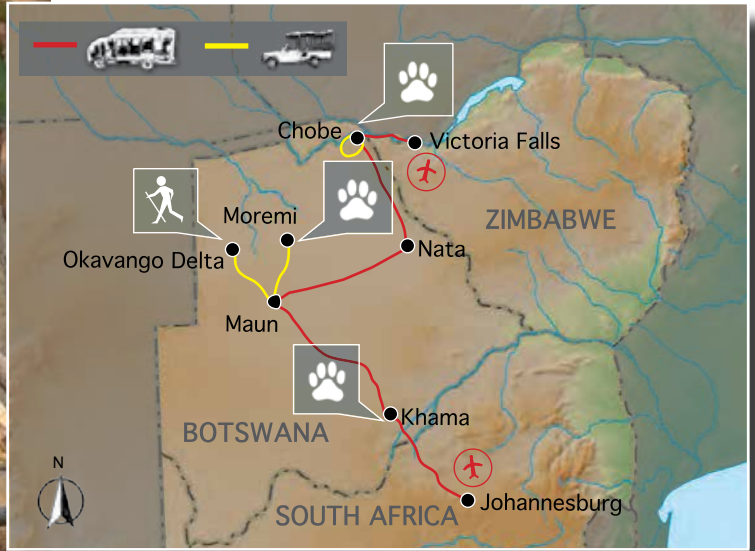 Chobe
Victoria Falls
Moremi
ZIMBABWE
Okavango Delta
Nata
Maun
Khama
BOTSWANA
N
Johannesburg
SOUTH AFRICA